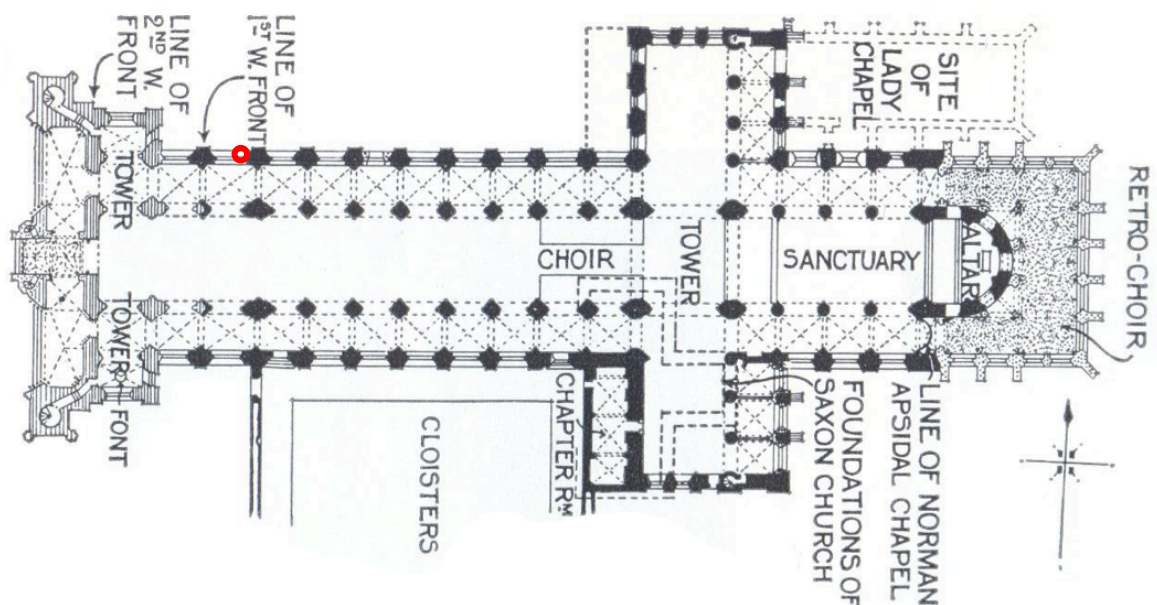 LINE OF
2ND W.
FRONT
LINE OF
1ST W. FRONT
SITE
OF
LADY
CHAPEL
RETRO-CHOIR
TOWER
TOWER
FONT
CHOIR
TOWER
SANCTUARY
ALTAR
CLOISTERS
CHAPTER RM
FOUNDATIONS OF
SAXON CHURCH
LINE OF NORMAN
APSIDAL CHAPEL